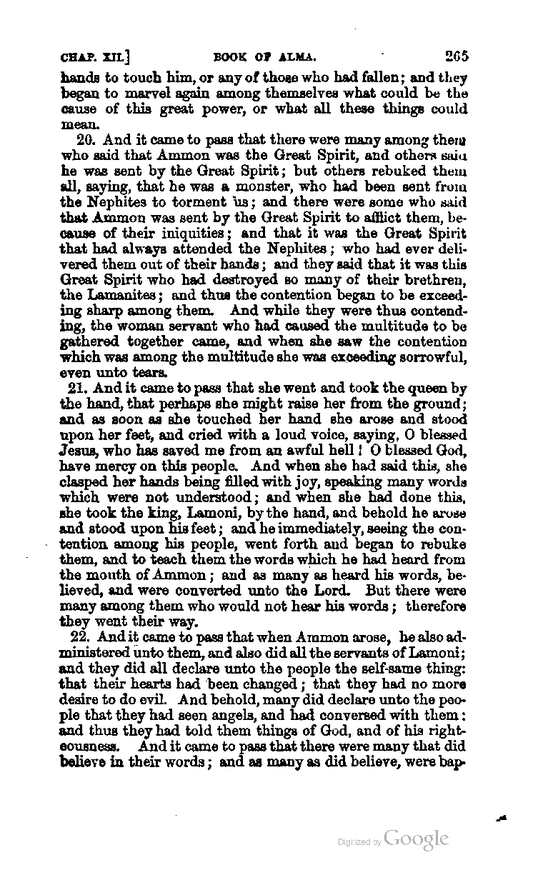 CHAP. XII.] BOOK OF ALMA. 265
hands to touch him, or any of those who had fallen; and they
began to marvel again among themselves what could be the
cause of this great power, or what all these things could
mean.
20. And it came to pass that there were many among them
who said that Ammon was the Great Spirit, and others said
he was sent by the Great Spirit; but others rebuked them
all, saying, that he was a monster, who had been sent from
the Nephites to torment us; and there were some who said
that Ammon was sent by the Great Spirit to afflict them, be-
cause of their iniquities; and that it was the Great Spirit
that had always attended the Nephites; who had ever deli-
vered them out of their hands; and they said that it was this
Great Spirit who had destroyed so many of their brethren,
the Lamanites; and thus the contention began to be exceed-
ing sharp among them. And while they were thus contend-
ing, the woman servant who had caused the multitude to be
gathered together came, and when she saw the contention
which was among the multitude she was exceeding sorrowful,
even unto tears.
21. And it came to pass that she went and took the queen by
the hand, that perhaps she might raise her from the ground;
and as soon as she touched her hand she arose and stood
upon her feet, and cried with a loud voice, saying, O blessed
Jesus, who has saved me from an awful hell! O blessed God,
have mercy on this people. And when she had said this, she
clasped her hands being filled with joy, speaking many words
which were not understood; and when she had done this,
she took the king, Lamoni, by the hand, and behold he arose
and stood upon his feet; and he immediately, seeing the con-
tention among his people, went forth and began to rebuke
them, and to teach them the words which he had heard from
the mouth of Ammon; and as many as heard his words, be-
lieved, and were converted unto the Lord. But there were
many among them who would not hear his words; therefore
they went their way.
22. And it came to pass that when Ammon arose, he also ad-
ministered unto them, and also did all the servants of Lamoni;
and they did all declare unto the people the self-same thing:
that their hearts had been changed; that they had no more
desire to do evil. And behold, many did declare unto the peo-
ple that they had seen angels, and had conversed with them:
and thus they had told them things of God, and of his right-
eousness. And it came to pass that there were many that did
believe in their words; and as many as did believe, were bap-
Digitized by Google